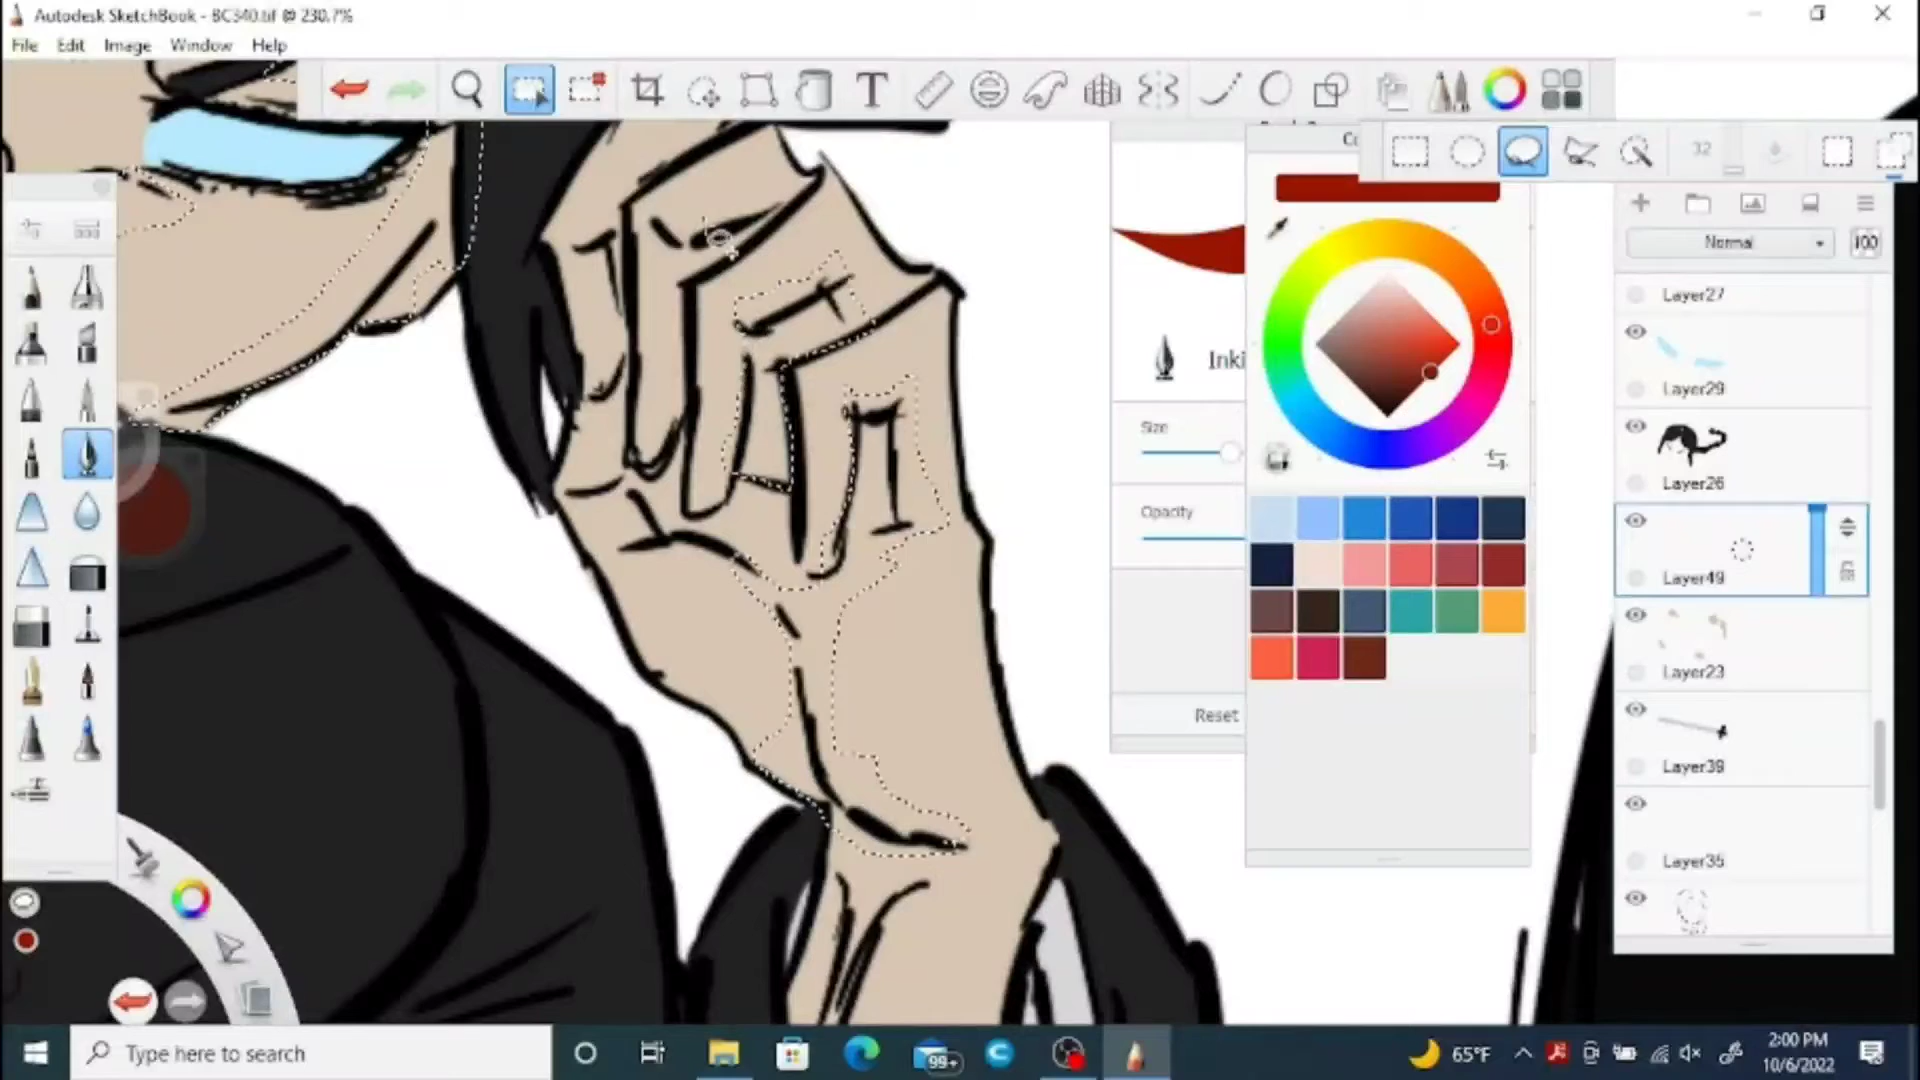 Autodesk SketchBook - BC340.tif @ 230.7%
File Edit Image Window Help
T
32
Normal 100
Layer27
Layer29
Inki
Size
Layer26
Opacity
Layer49
Layer23
Reset
Layer39
Layer35
Type here to search
99+
65°F
2:00 PM
10/6/2022